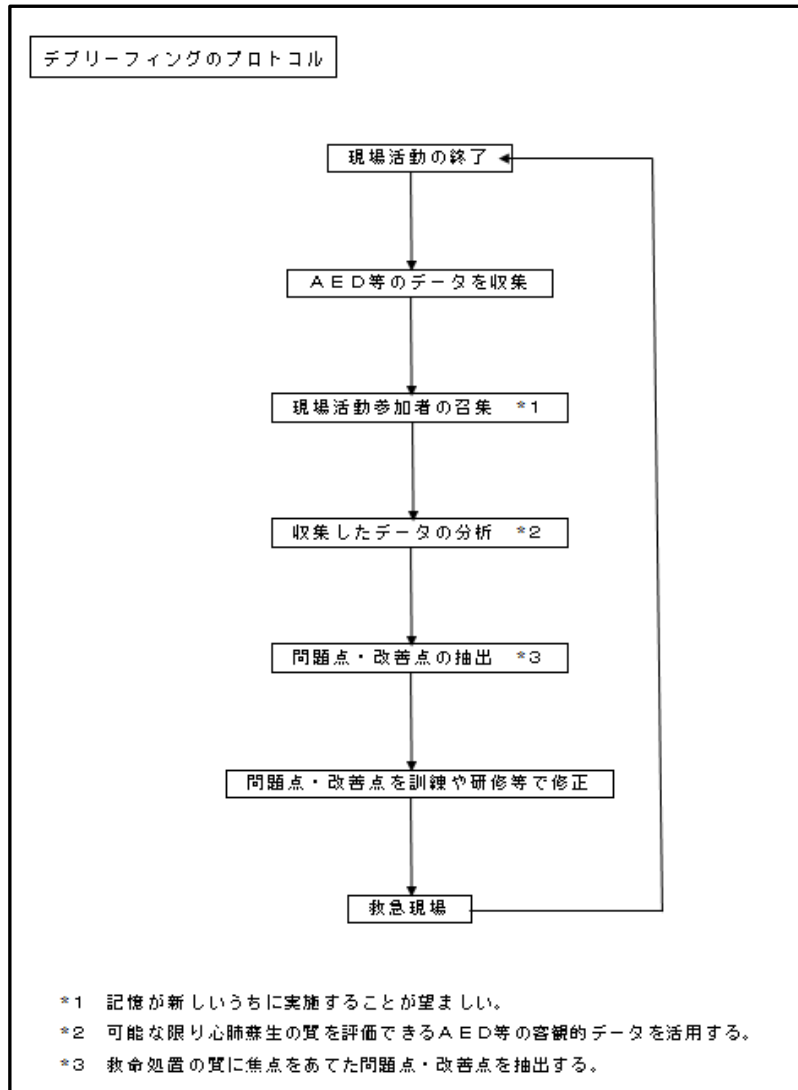 デブリーフィングのプロトコル
現場活動の終了
ＡＥＤ等のデータを収集
現場活動参加者の召集　*1
収集したデータの分析　*2
問題点・改善点の抽出　*3
問題点・改善点を訓練や研修等で修正
救急現場
*1　記憶が新しいうちに実施することが望ましい。
*2　可能な限り心肺蘇生の質を評価できるＡＥＤ等の客観的データを活用する。
*3　救命処置の質に焦点をあてた問題点・改善点を抽出する。